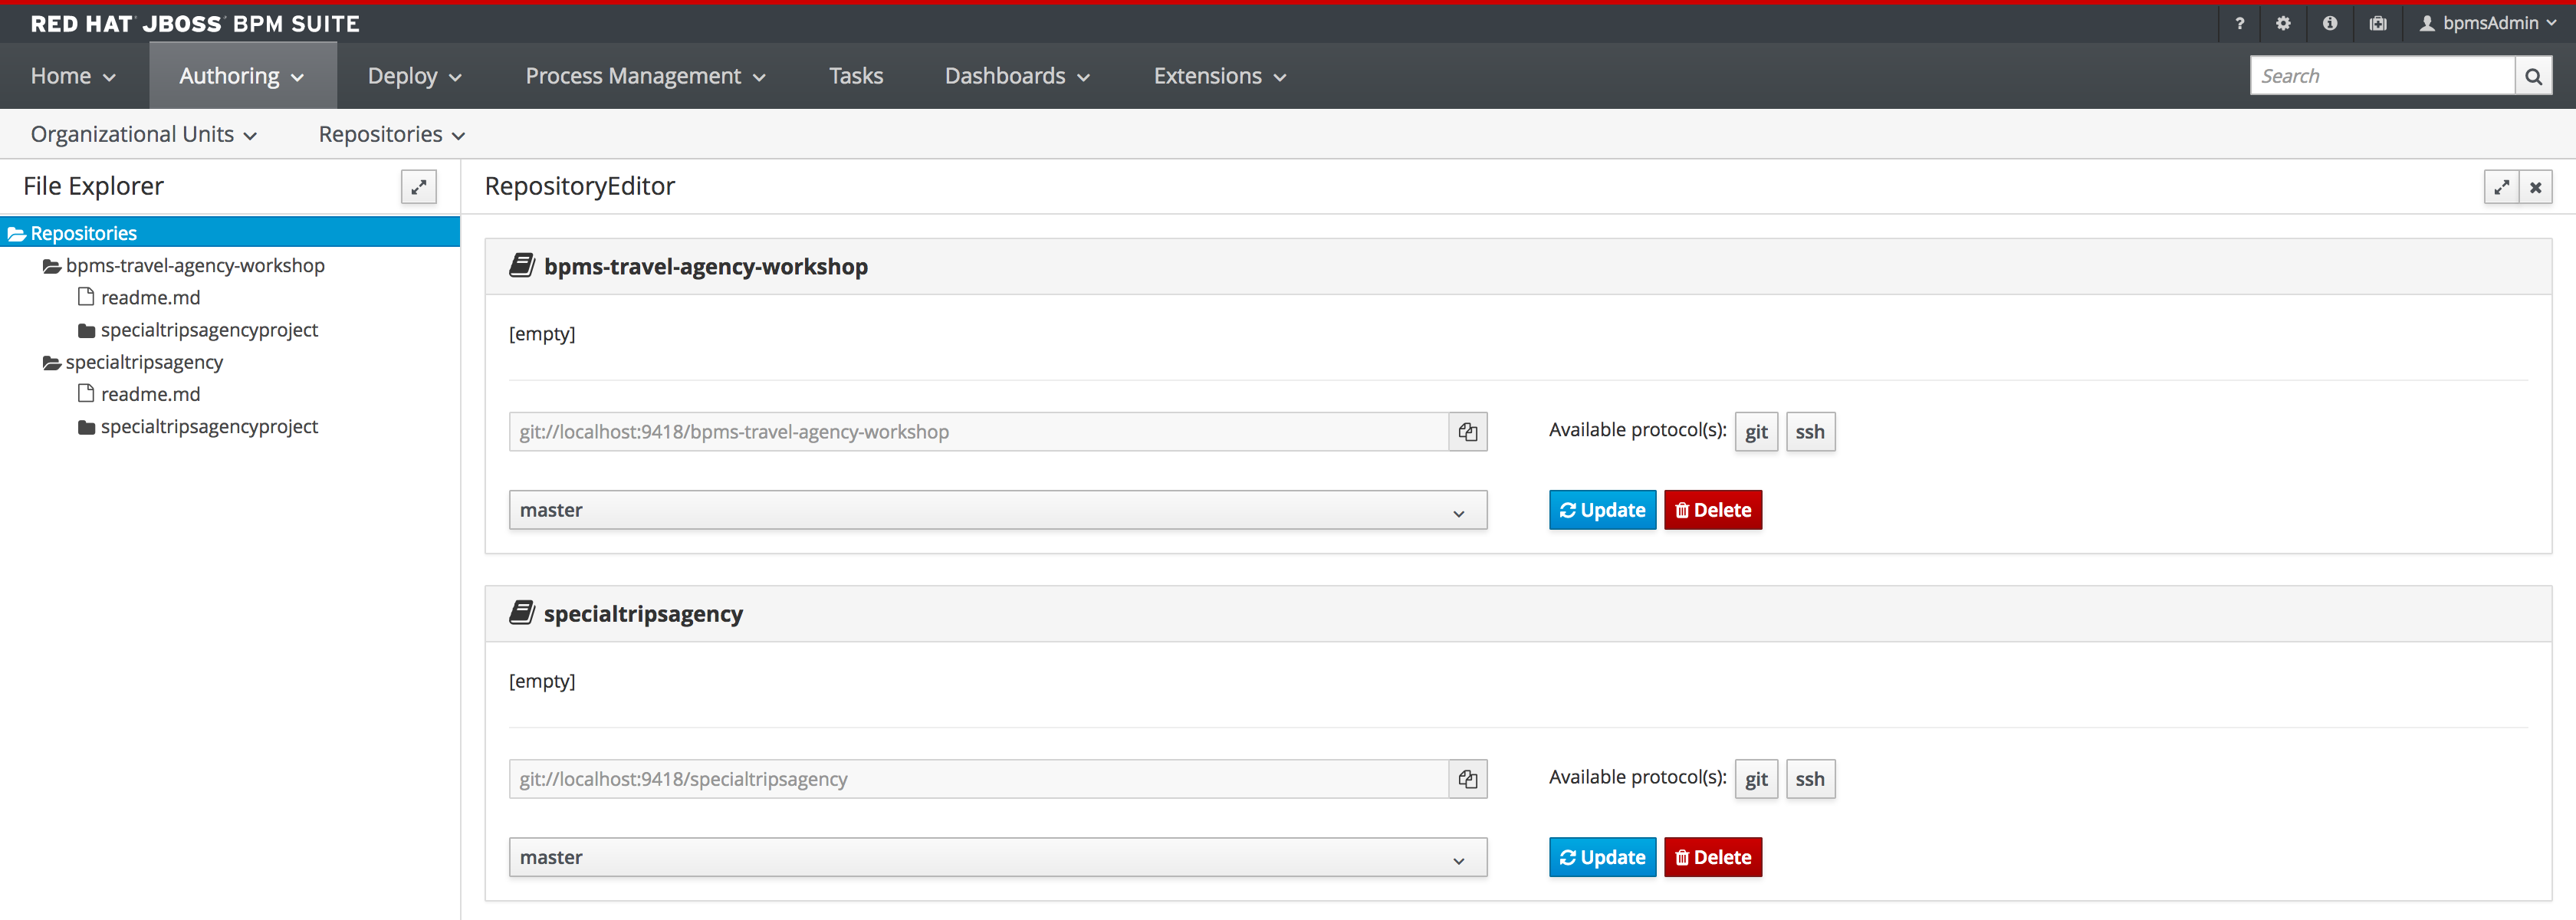 RED HAT JBOSS BPM SUITE
? bpmsAdmin
Home Authoring Deploy Process Management Tasks Dashboards Extensions Search
Organizational Units Repositories
File Explorer
Repositories
bpms-travel-agency-workshop
readme.md
specialtripsagencyproject
specialtripsagency
readme.md
specialtripsagencyproject
RepositoryEditor
bpms-travel-agency-workshop
[empty]
git://localhost:9418/bpms-travel-agency-workshop Available protocol(s): git ssh
master Update Delete
specialtripsagency
[empty]
git://localhost:9418/specialtripsagency Available protocol(s): git ssh
master Update Delete